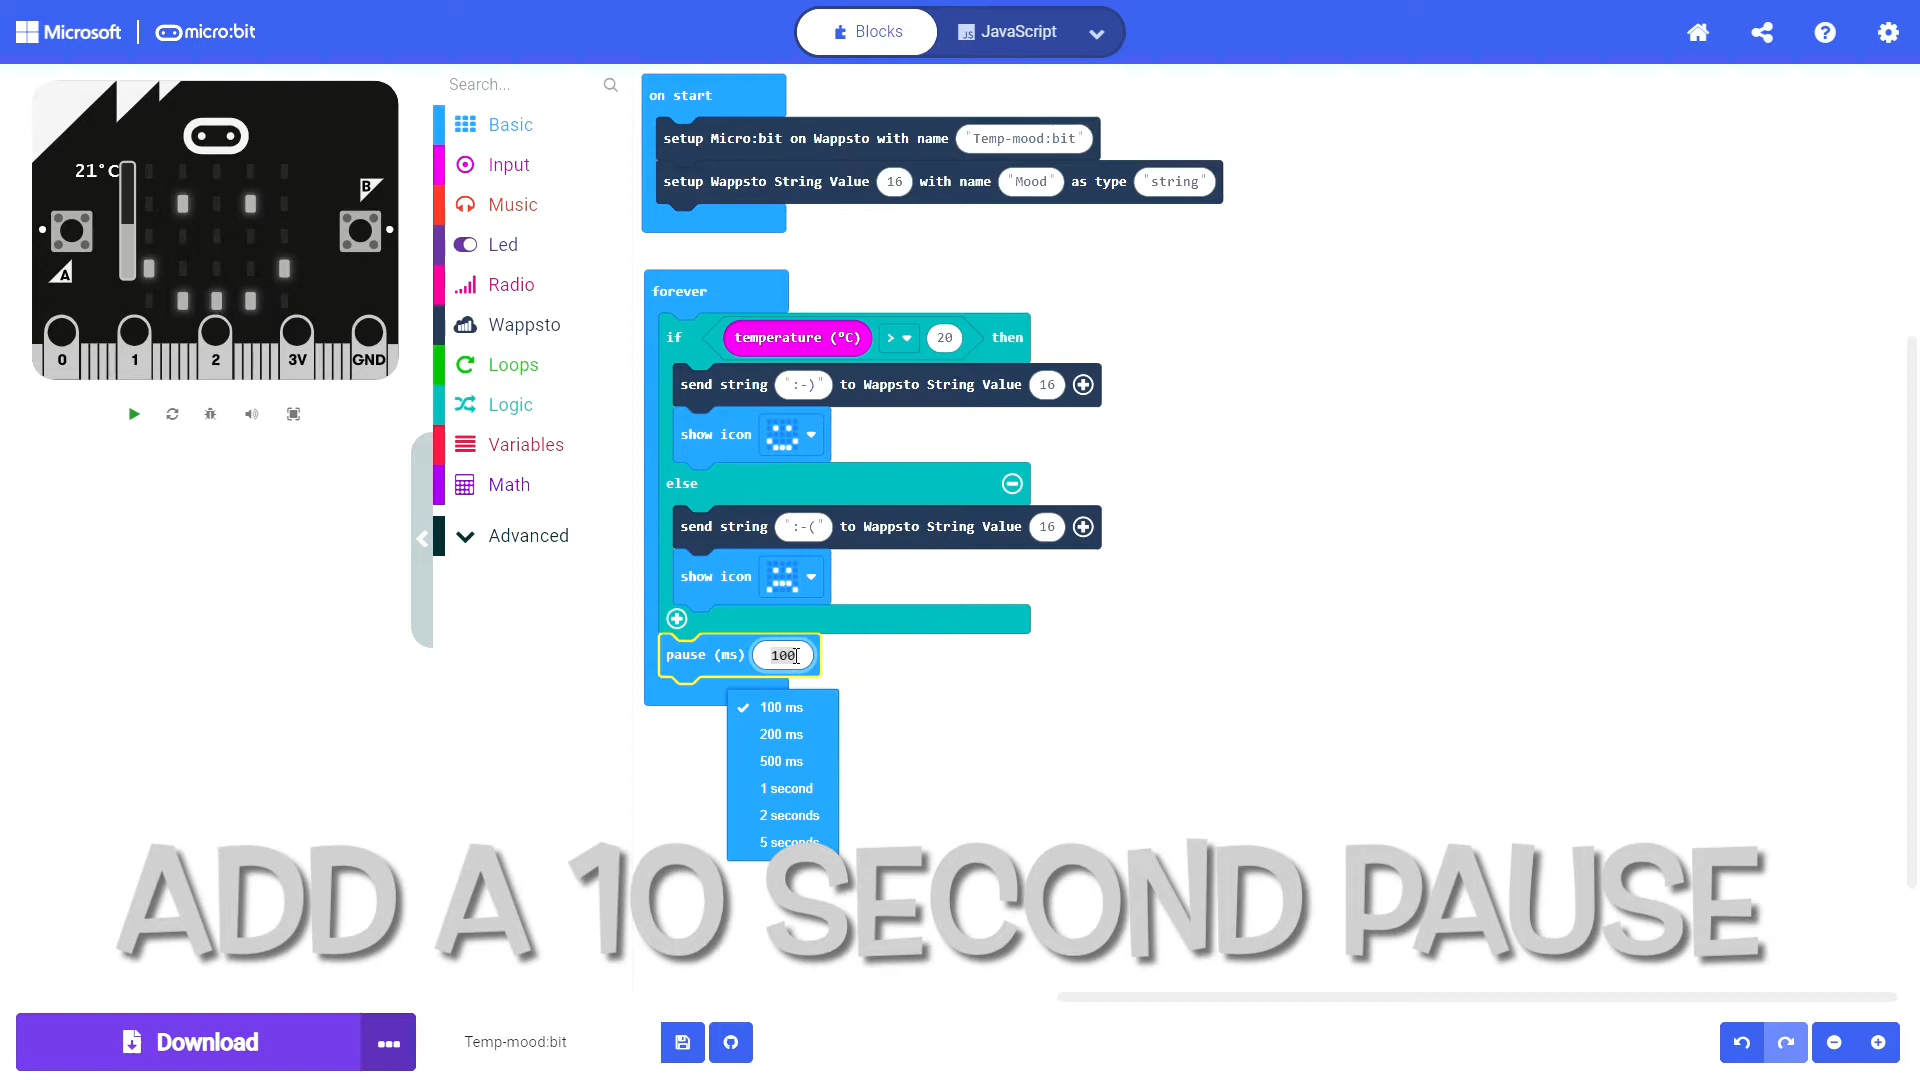 Microsoft | micro:bit
Blocks
JavaScript
21°C
B
A
0 1 2 3V GND
Search...
Basic
Input
Music
Led
Radio
Wappsto
Loops
Logic
Variables
Math
Advanced
on start
setup Micro:bit on Wappsto with name "Temp-mood:bit"
setup Wappsto String Value 16 with name "Mood" as type "string"
forever
if temperature (°C) > 20 then
send string ":-)" to Wappsto String Value 16
show icon
else
send string ":-(" to Wappsto String Value 16
show icon
pause (ms) 100
100 ms
200 ms
500 ms
1 second
2 seconds
5 seconds
ADD A 10 SECOND PAUSE
Download
Temp-mood:bit